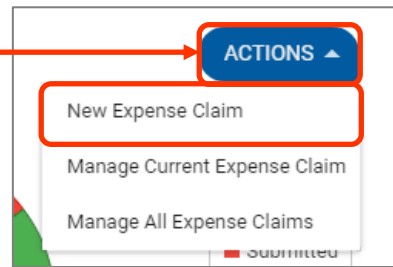 ACTIONS
New Expense Claim
Manage Current Expense Claim
Manage All Expense Claims
Submitted